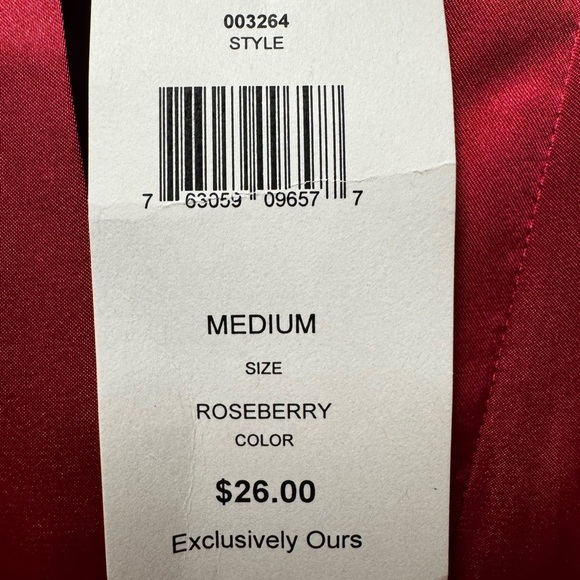 003264
STYLE
7 63059 09657 7
MEDIUM
SIZE
ROSEBERRY
COLOR
$26.00
Exclusively Ours